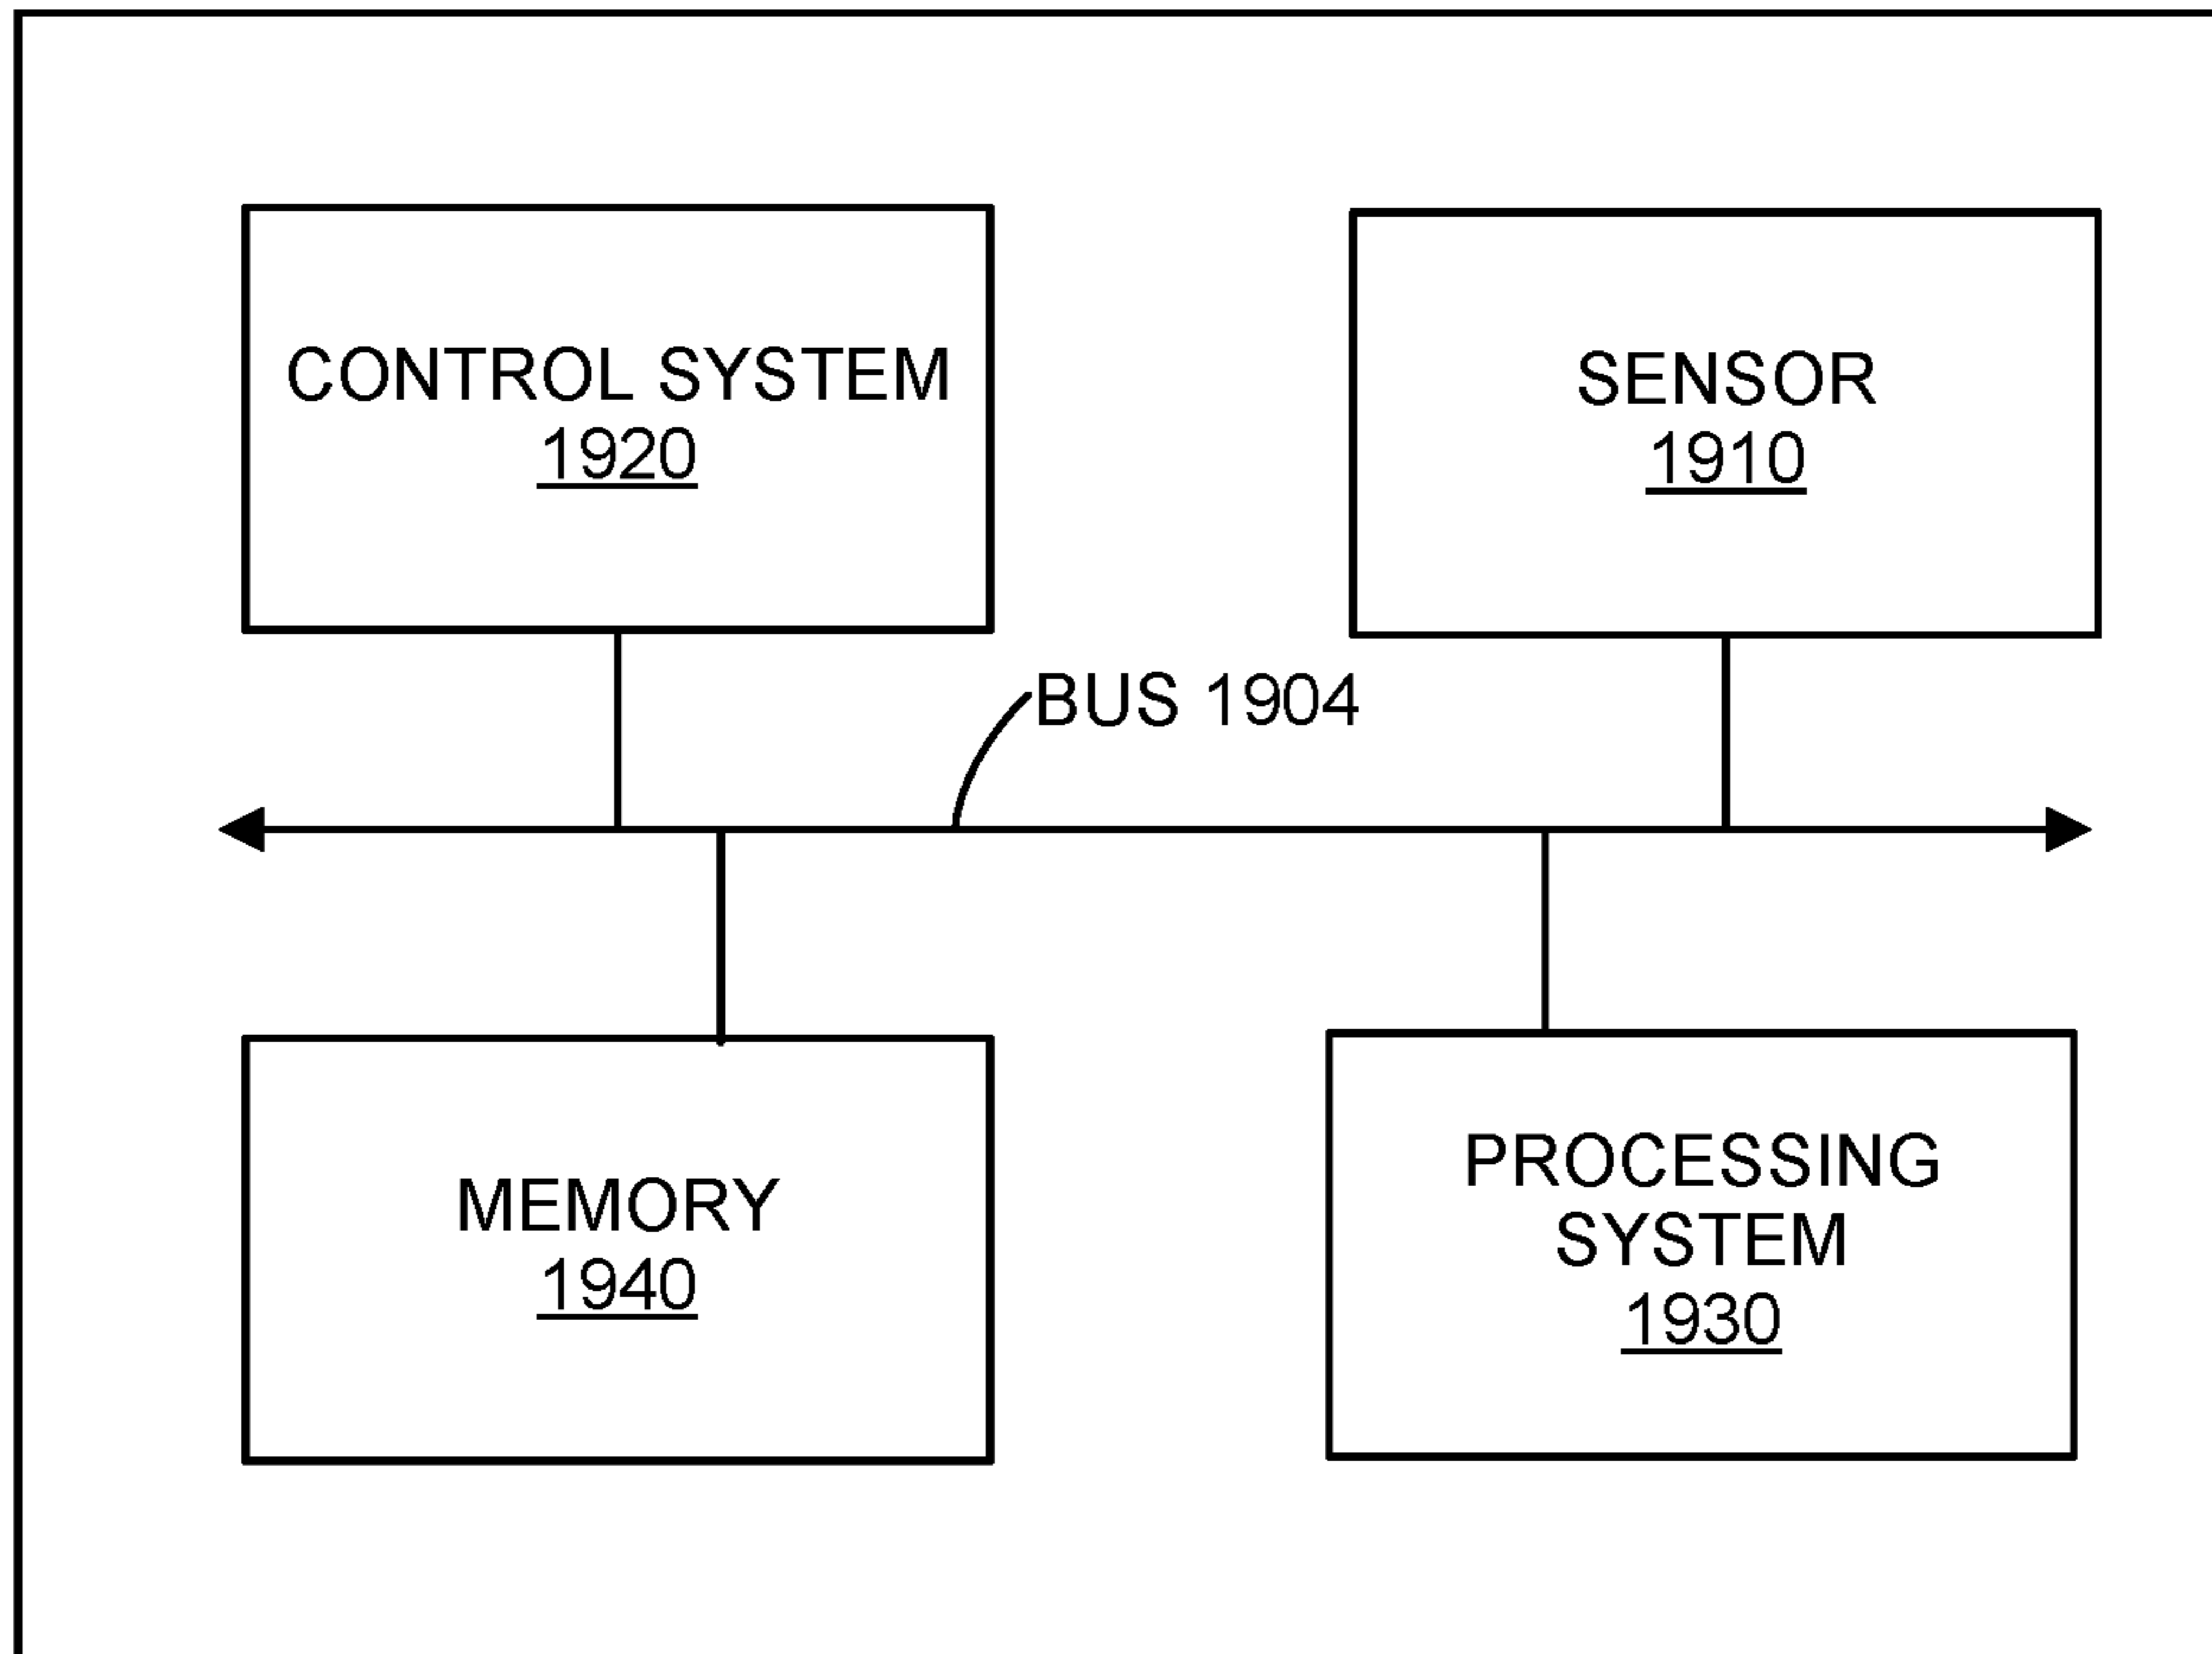 CONTROL SYSTEM
1920
SENSOR
1910
BUS 1904
MEMORY
1940
PROCESSING
SYSTEM
1930